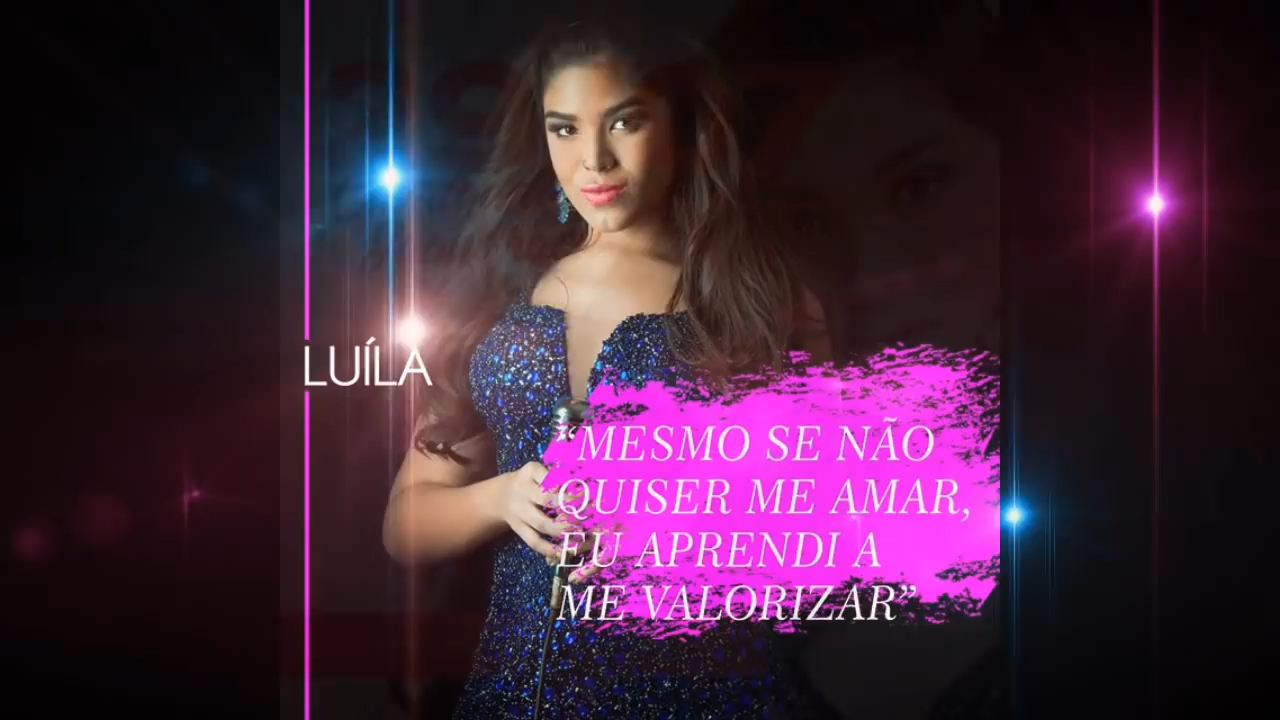 LUÍLA
“MESMO SE NÃO
QUISER ME AMAR,
EU APRENDI A
ME VALORIZAR”